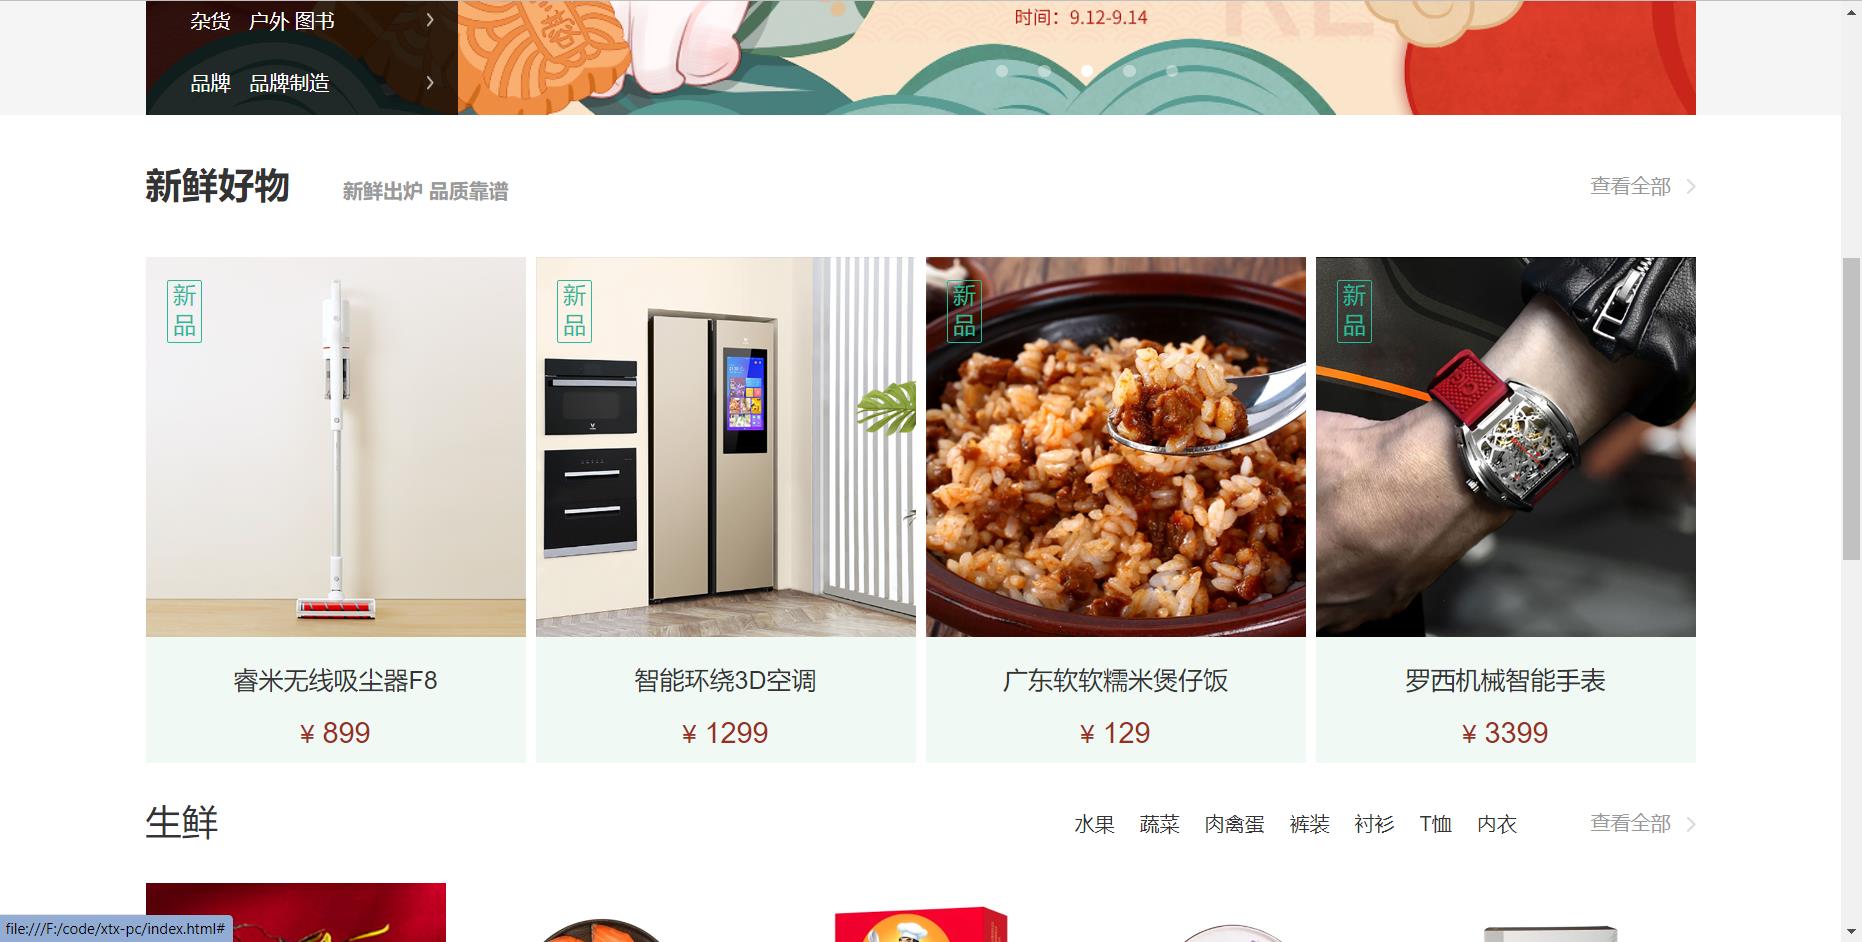 杂货 户外 图书
品牌 品牌制造
时间：9.12-9.14
新鲜好物 新鲜出炉 品质靠谱 查看全部
新品
新品
新品
新品
睿米无线吸尘器F8
¥ 899
智能环绕3D空调
¥ 1299
广东软软糯米煲仔饭
¥ 129
罗西机械智能手表
¥ 3399
生鲜 水果 蔬菜 肉禽蛋 裤装 衬衫 T恤 内衣 查看全部
file:///F:/code/xtx-pc/index.html#